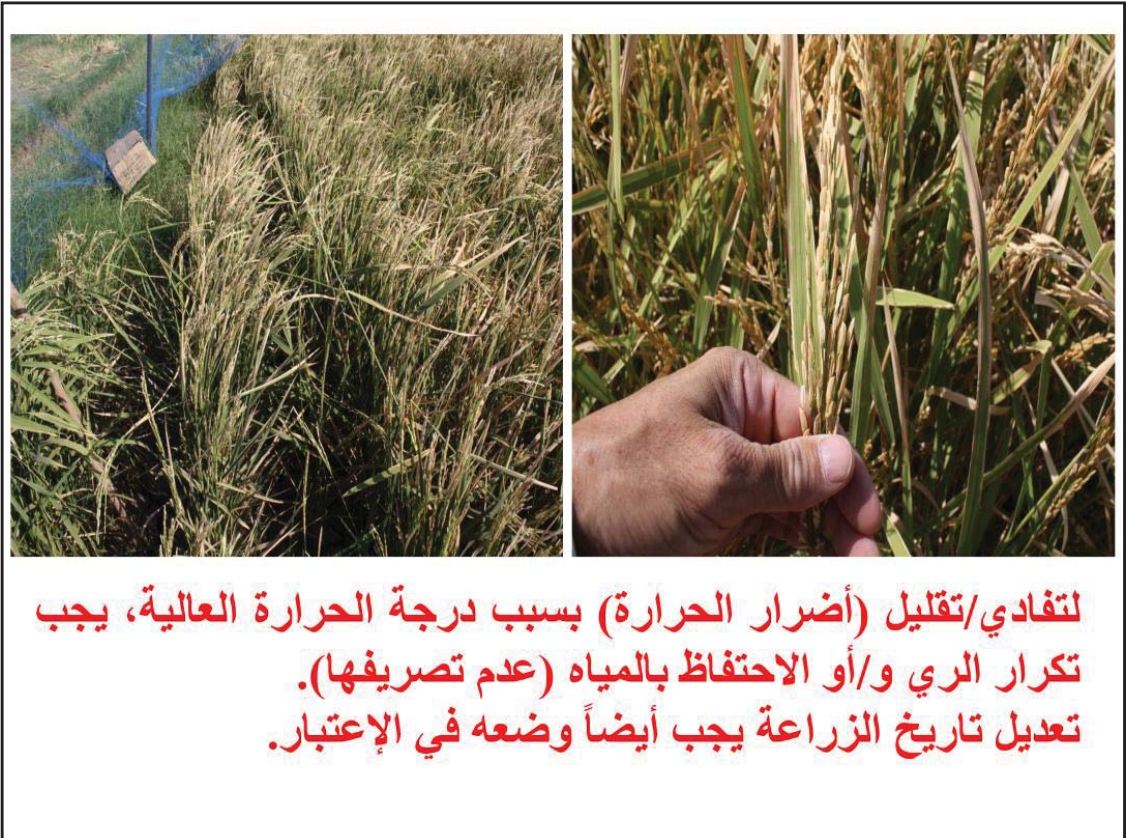 لتفادي/تقليل (أضرار الحرارة) بسبب درجة الحرارة العالية، يجب
تكرار الري و/أو الاحتفاظ بالمياه (عدم تصريفها).
تعديل تاريخ الزراعة يجب أيضاً وضعه في الإعتبار.